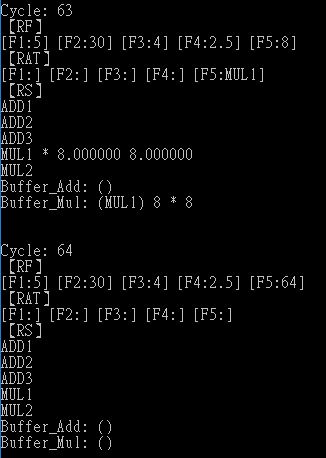 Cycle: 63
[RF]
[F1:5] [F2:30] [F3:4] [F4:2.5] [F5:8]
[RAT]
[F1:] [F2:] [F3:] [F4:] [F5:MUL1]
[RS]
ADD1
ADD2
ADD3
MUL1 * 8.000000 8.000000
MUL2
Buffer_Add: ()
Buffer_Mul: (MUL1) 8 * 8
Cycle: 64
[RF]
[F1:5] [F2:30] [F3:4] [F4:2.5] [F5:64]
[RAT]
[F1:] [F2:] [F3:] [F4:] [F5:]
[RS]
ADD1
ADD2
ADD3
MUL1
MUL2
Buffer_Add: ()
Buffer_Mul: ()